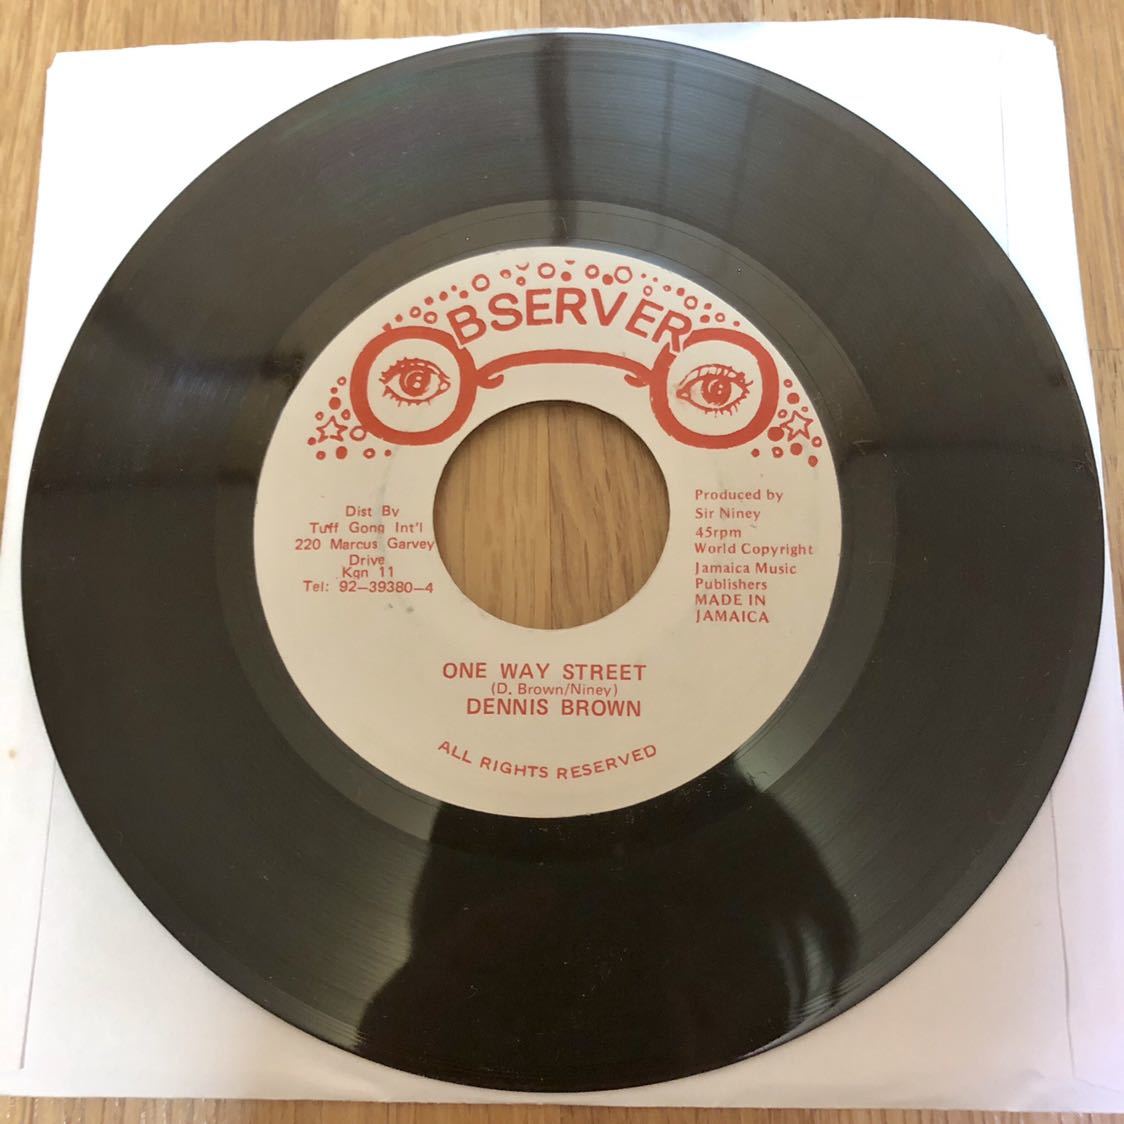 OBSERVER
Dist By
Tuff Gong Int'l
220 Marcus Garvey
Drive
Kgn 11
Tel: 92-39380-4
Produced by
Sir Niney
45rpm
World Copyright
Jamaica Music
Publishers
MADE IN
JAMAICA
ONE WAY STREET
(D. Brown/Niney)
DENNIS BROWN
ALL RIGHTS RESERVED